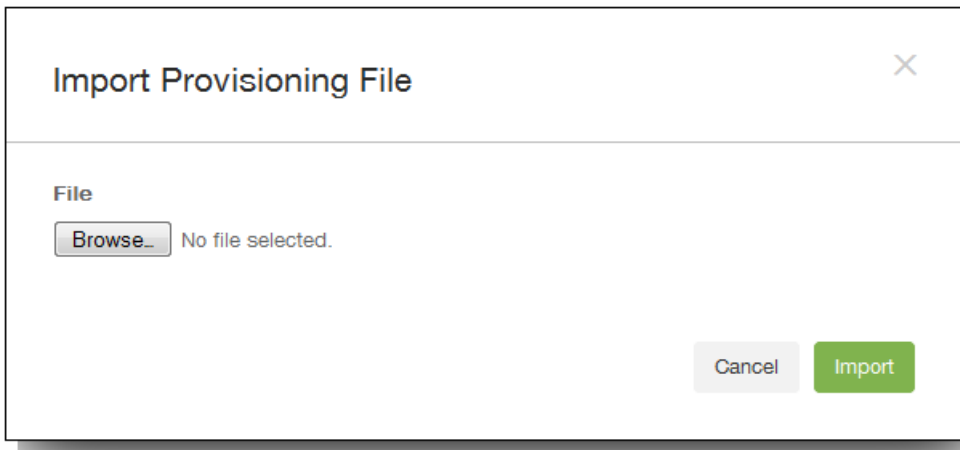 Import Provisioning File
File
Browse... No file selected.
Cancel Import